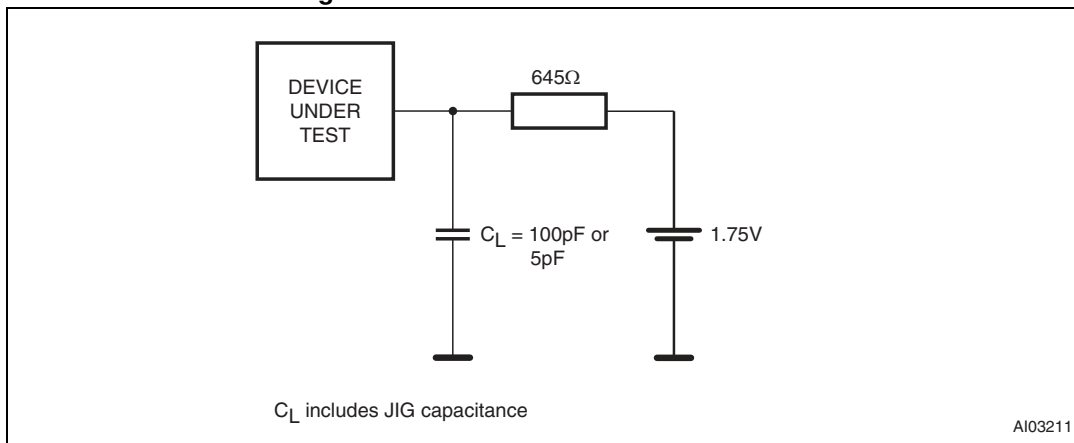 DEVICE
UNDER
TEST
645Ω
C_L = 100pF or
5pF
1.75V
C_L includes JIG capacitance
AI03211